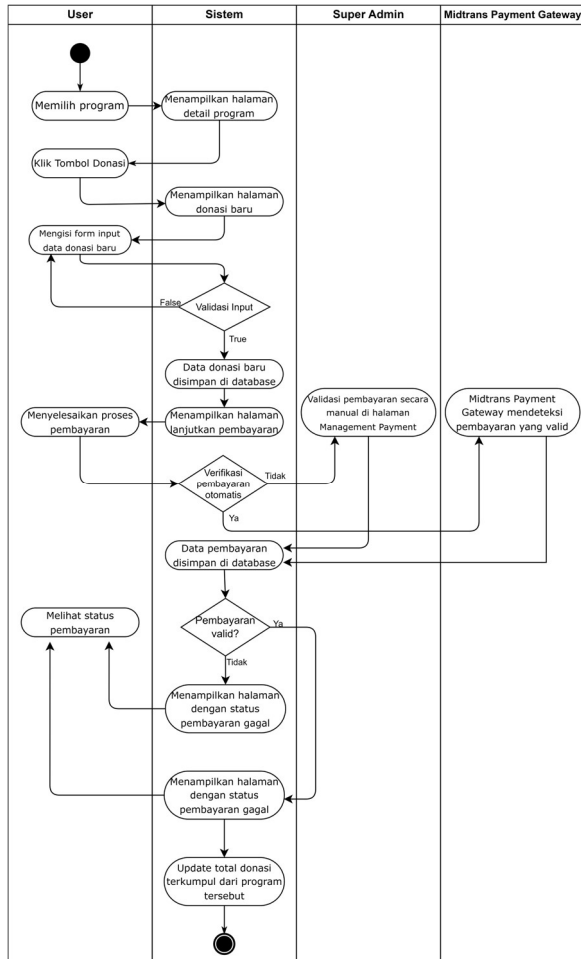 User
Sistem
Super Admin
Midtrans Payment Gateway
Memilih program
Menampilkan halaman
detail program
Klik Tombol Donasi
Menampilkan halaman
donasi baru
Mengisi form input
data donasi baru
False
Validasi Input
True
Data donasi baru
disimpan di database
Menyelesaikan proses
pembayaran
Menampilkan halaman
lanjutkan pembayaran
Validasi pembayaran secara
manual di halaman
Management Payment
Midtrans Payment
Gateway mendeteksi
pembayaran yang valid
Verifikasi
pembayaran
otomatis
Tidak
Ya
Data pembayaran
disimpan di database
Melihat status
pembayaran
Pembayaran
valid?
Ya
Tidak
Menampilkan halaman
dengan status
pembayaran gagal
Menampilkan halaman
dengan status
pembayaran gagal
Update total donasi
terkumpul dari program
tersebut